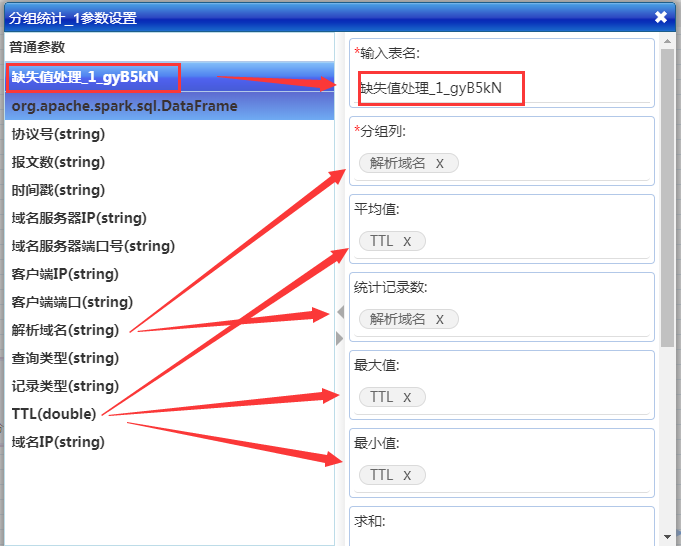 分组统计_1参数设置
普通参数
缺失值处理_1_gyB5kN
org.apache.spark.sql.DataFrame
协议号(string)
报文数(string)
时间戳(string)
域名服务器IP(string)
域名服务器端口号(string)
客户端IP(string)
客户端端口(string)
解析域名(string)
查询类型(string)
记录类型(string)
TTL(double)
域名IP(string)
*输入表名:
缺失值处理_1_gyB5kN
*分组列:
解析域名 x
平均值:
TTL x
统计记录数:
解析域名 x
最大值:
TTL x
最小值:
TTL x
求和: